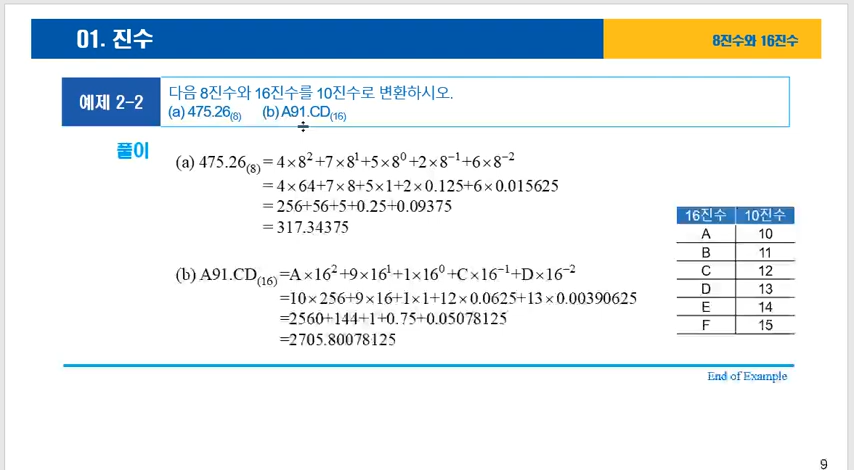 01. 진수
8진수와 16진수
예제 2-2
다음 8진수와 16진수를 10진수로 변환하시오.
(a) 475.26(8) (b) A91.CD(16)
풀이
(a) 475.26(8) = 4×8²+7×8¹+5×8⁰+2×8⁻¹+6×8⁻²
= 4×64+7×8+5×1+2×0.125+6×0.015625
= 256+56+5+0.25+0.09375
= 317.34375
(b) A91.CD(16) =A×16²+9×16¹+1×16⁰+C×16⁻¹+D×16⁻²
=10×256+9×16+1×1+12×0.0625+13×0.00390625
=2560+144+1+0.75+0.05078125
=2705.80078125
16진수 10진수
A 10
B 11
C 12
D 13
E 14
F 15
End of Example
9